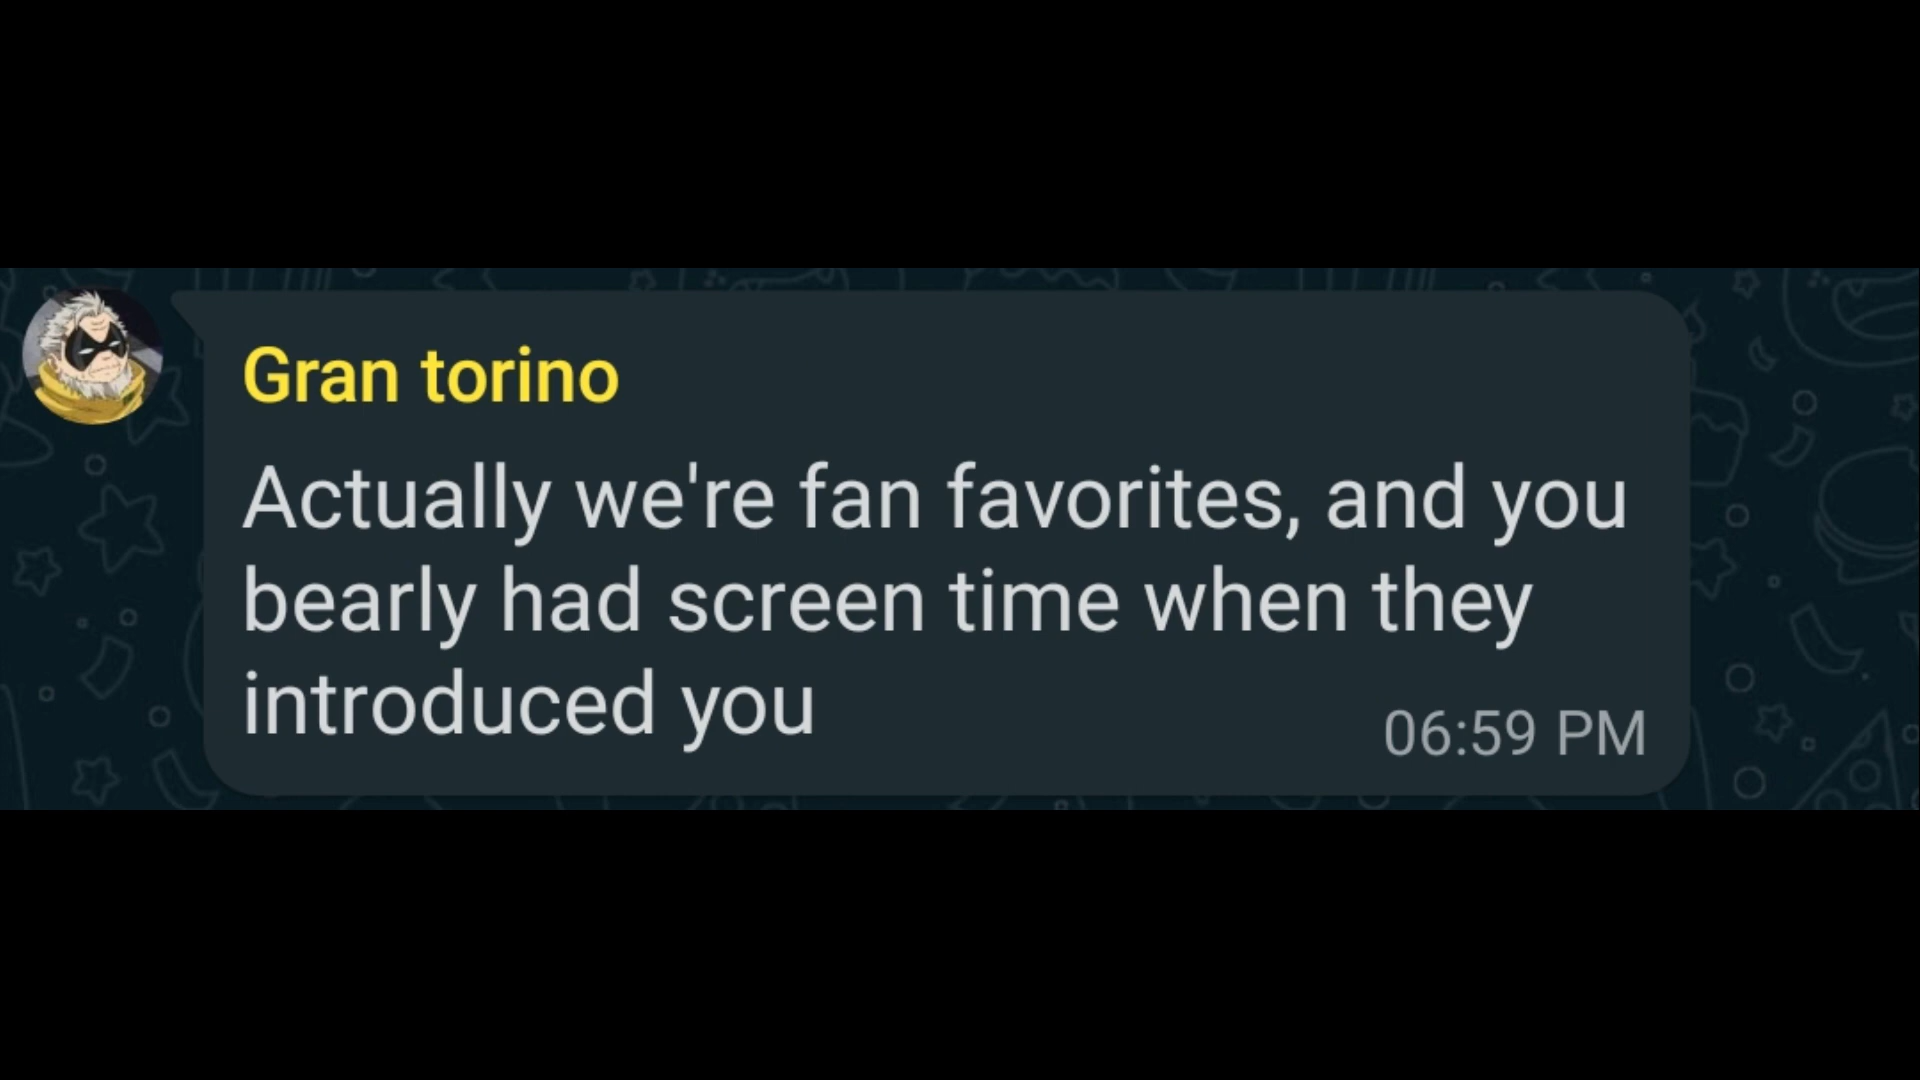 Gran torino
Actually we're fan favorites, and you
bearly had screen time when they
introduced you
06:59 PM